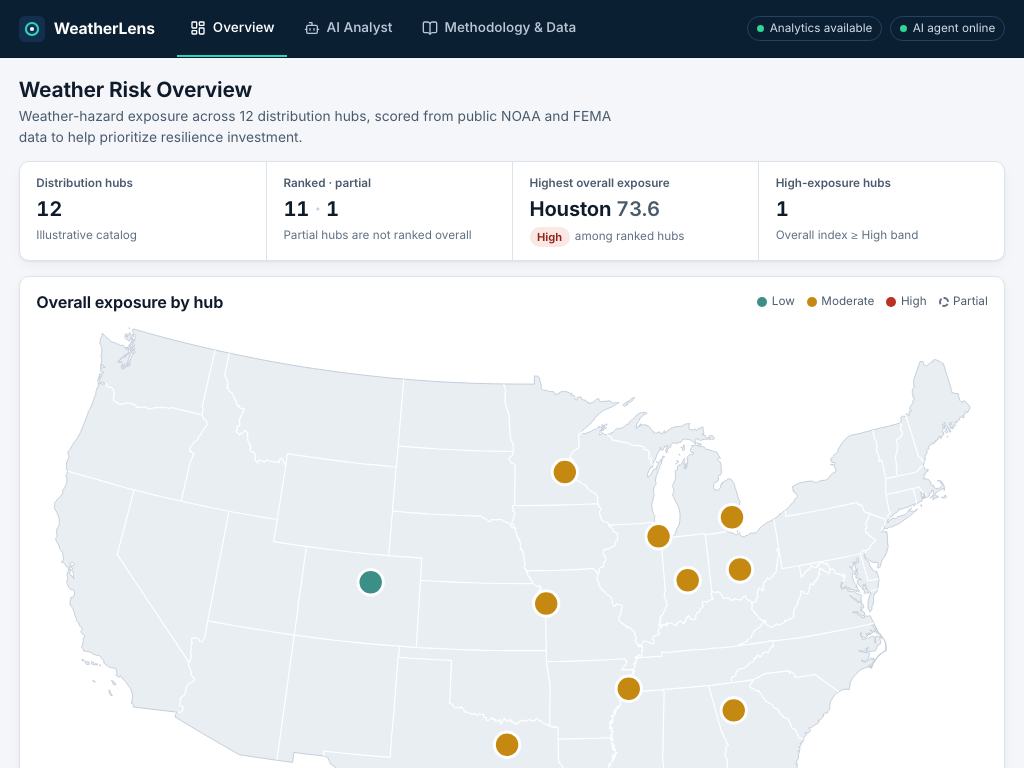 WeatherLens
Overview
AI Analyst
Methodology & Data
Analytics available
AI agent online
Weather Risk Overview
Weather-hazard exposure across 12 distribution hubs, scored from public NOAA and FEMA
data to help prioritize resilience investment.
Distribution hubs
12
Illustrative catalog
Ranked · partial
11 · 1
Partial hubs are not ranked overall
Highest overall exposure
Houston 73.6
High among ranked hubs
High-exposure hubs
1
Overall index ≥ High band
Overall exposure by hub
Low
Moderate
High
Partial